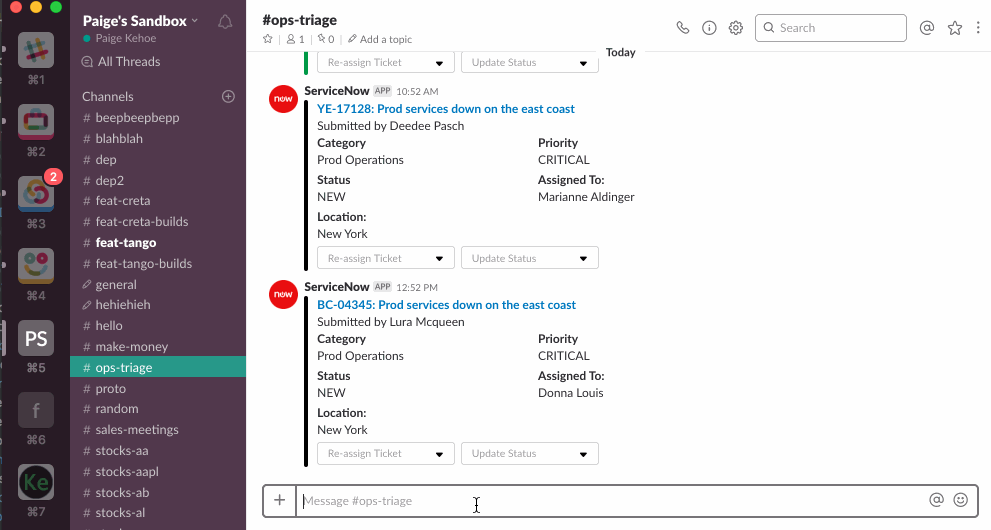 ⌘1
⌘2
2
⌘3
⌘4
PS
⌘5
f
⌘6
Ke
⌘7
Paige's Sandbox
Paige Kehoe
All Threads
Channels
# beepbeepbepp
# blahblah
# dep
# dep2
# feat-creta
# feat-creta-builds
# feat-tango
# feat-tango-builds
general
hehiehieh
# hello
# make-money
# ops-triage
# proto
# random
# sales-meetings
# stocks-aa
# stocks-aapl
# stocks-ab
# stocks-al
#ops-triage
1 0 Add a topic
Search
Today
Re-assign Ticket Update Status
ServiceNow APP 10:52 AM
now
YE-17128: Prod services down on the east coast
Submitted by Deedee Pasch
Category Priority
Prod Operations CRITICAL
Status Assigned To:
NEW Marianne Aldinger
Location:
New York
Re-assign Ticket Update Status
ServiceNow APP 12:52 PM
now
BC-04345: Prod services down on the east coast
Submitted by Lura Mcqueen
Category Priority
Prod Operations CRITICAL
Status Assigned To:
NEW Donna Louis
Location:
New York
Re-assign Ticket Update Status
+ Message #ops-triage @